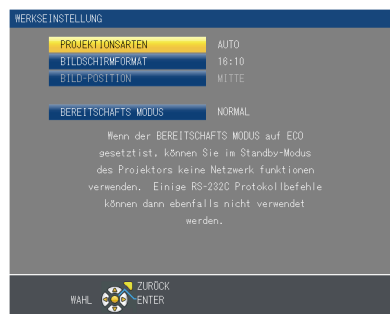 WERKSEINSTELLUNG
PROJEKTIONSARTEN AUTO
BILDSCHIRMFORMAT 16:10
BILD-POSITION MITTE
BEREITSCHAFTS MODUS NORMAL
Wenn der BEREITSCHAFTS MODUS auf ECO
gesetztist, können Sie im Standby-Modus
des Projektors keine Netzwerk funktionen
verwenden. Einige RS-232C Protokollbefehle
können dann ebenfalls nicht verwendet
werden.
ZURÜCK
WAHL ENTER